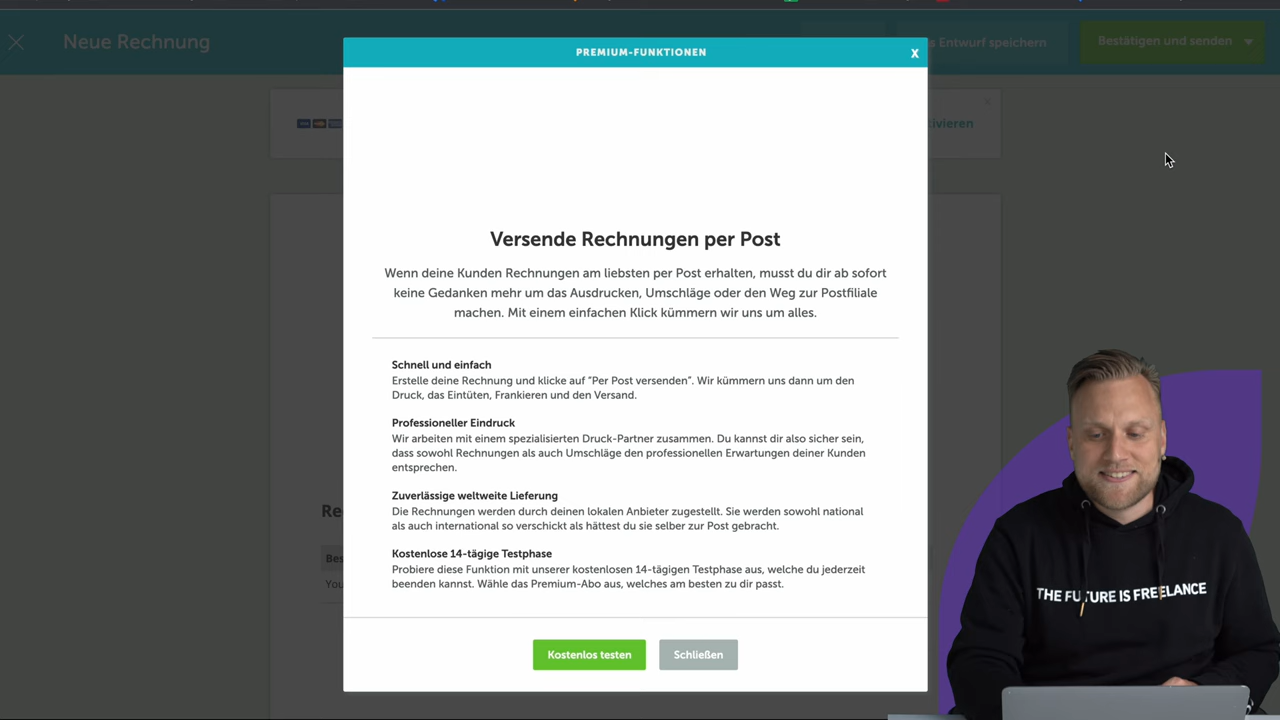 Neue Rechnung
Entwurf speichern
Bestätigen und senden
PREMIUM-FUNKTIONEN
X
Versende Rechnungen per Post
Wenn deine Kunden Rechnungen am liebsten per Post erhalten, musst du dir ab sofort
keine Gedanken mehr um das Ausdrucken, Umschläge oder den Weg zur Postfiliale
machen. Mit einem einfachen Klick kümmern wir uns um alles.
Schnell und einfach
Erstelle deine Rechnung und klicke auf "Per Post versenden". Wir kümmern uns dann um den
Druck, das Eintüten, Frankieren und den Versand.
Professioneller Eindruck
Wir arbeiten mit einem spezialisierten Druck-Partner zusammen. Du kannst dir also sicher sein,
dass sowohl Rechnungen als auch Umschläge den professionellen Erwartungen deiner Kunden
entsprechen.
Zuverlässige weltweite Lieferung
Die Rechnungen werden durch deinen lokalen Anbieter zugestellt. Sie werden sowohl national
als auch international so verschickt als hättest du sie selber zur Post gebracht.
Kostenlose 14-tägige Testphase
Probiere diese Funktion mit unserer kostenlosen 14-tägigen Testphase aus, welche du jederzeit
beenden kannst. Wähle das Premium-Abo aus, welches am besten zu dir passt.
Kostenlos testen
Schließen
THE FUTURE IS FREELANCE